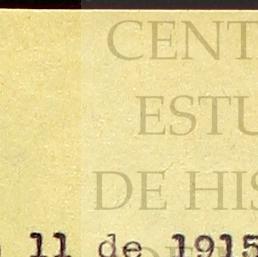 CENT
ESTU
DE HIS
11 de 1915